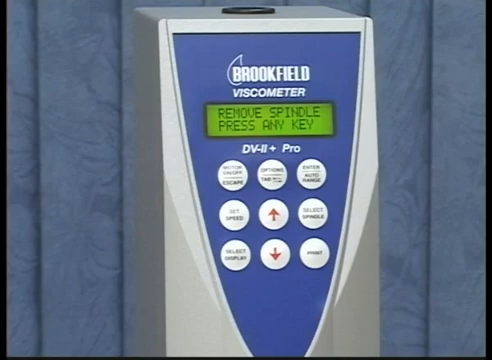 BROOKFIELD
VISCOMETER
REMOVE SPINDLE
PRESS ANY KEY
DV-II+ Pro
MOTOR
ON/OFF
ESCAPE
OPTIONS
TAB
ENTER
AUTO
RANGE
SET
SPEED
SELECT
SPINDLE
SELECT
DISPLAY
PRINT